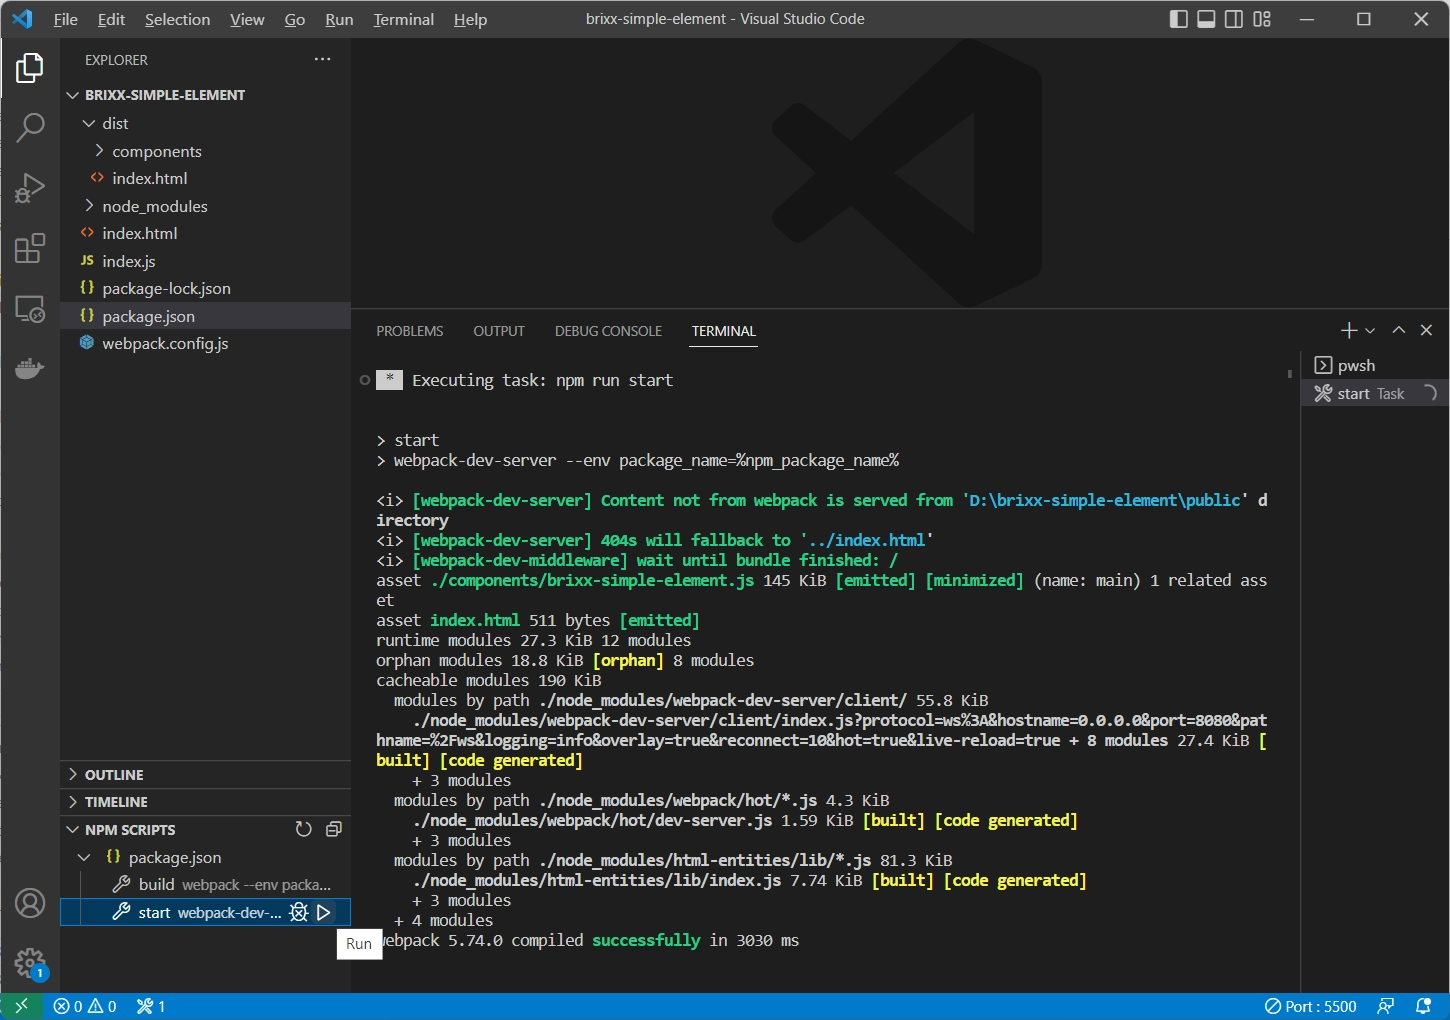 File Edit Selection View Go Run Terminal Help
brixx-simple-element - Visual Studio Code
EXPLORER
BRIXX-SIMPLE-ELEMENT
dist
components
<> index.html
node_modules
<> index.html
JS index.js
{} package-lock.json
{} package.json
webpack.config.js
OUTLINE
TIMELINE
NPM SCRIPTS
{} package.json
build webpack --env packa...
start webpack-dev-...
Run
PROBLEMS OUTPUT DEBUG CONSOLE TERMINAL
* Executing task: npm run start
> start
> webpack-dev-server --env package_name=%npm_package_name%
<i> [webpack-dev-server] Content not from webpack is served from 'D:\brixx-simple-element\public' d
irectory
<i> [webpack-dev-server] 404s will fallback to '../index.html'
<i> [webpack-dev-middleware] wait until bundle finished: /
asset ./components/brixx-simple-element.js 145 KiB [emitted] [minimized] (name: main) 1 related ass
et
asset index.html 511 bytes [emitted]
runtime modules 27.3 KiB 12 modules
orphan modules 18.8 KiB [orphan] 8 modules
cacheable modules 190 KiB
modules by path ./node_modules/webpack-dev-server/client/ 55.8 KiB
./node_modules/webpack-dev-server/client/index.js?protocol=ws%3A&hostname=0.0.0.0&port=8080&pat
hname=%2Fws&logging=info&overlay=true&reconnect=10&hot=true&live-reload=true + 8 modules 27.4 KiB [
built] [code generated]
+ 3 modules
modules by path ./node_modules/webpack/hot/*.js 4.3 KiB
./node_modules/webpack/hot/dev-server.js 1.59 KiB [built] [code generated]
+ 3 modules
modules by path ./node_modules/html-entities/lib/*.js 81.3 KiB
./node_modules/html-entities/lib/index.js 7.74 KiB [built] [code generated]
+ 3 modules
+ 4 modules
webpack 5.74.0 compiled successfully in 3030 ms
pwsh
start Task
1
0 0 1
Port : 5500